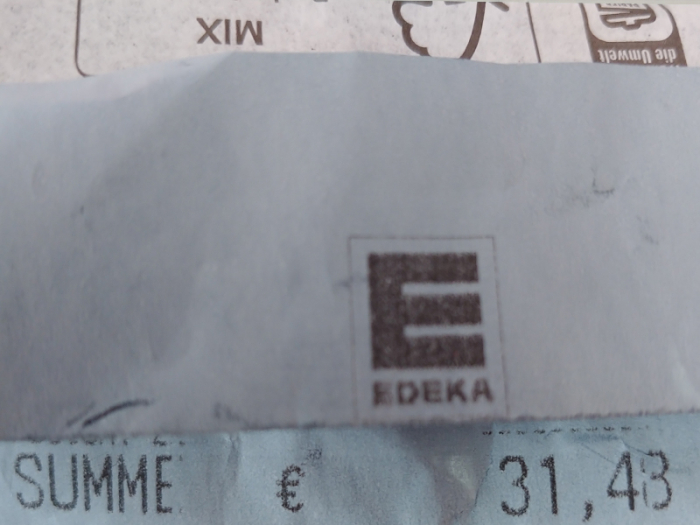 MIX
die Umwelt
EDEKA
SUMME € 31,43